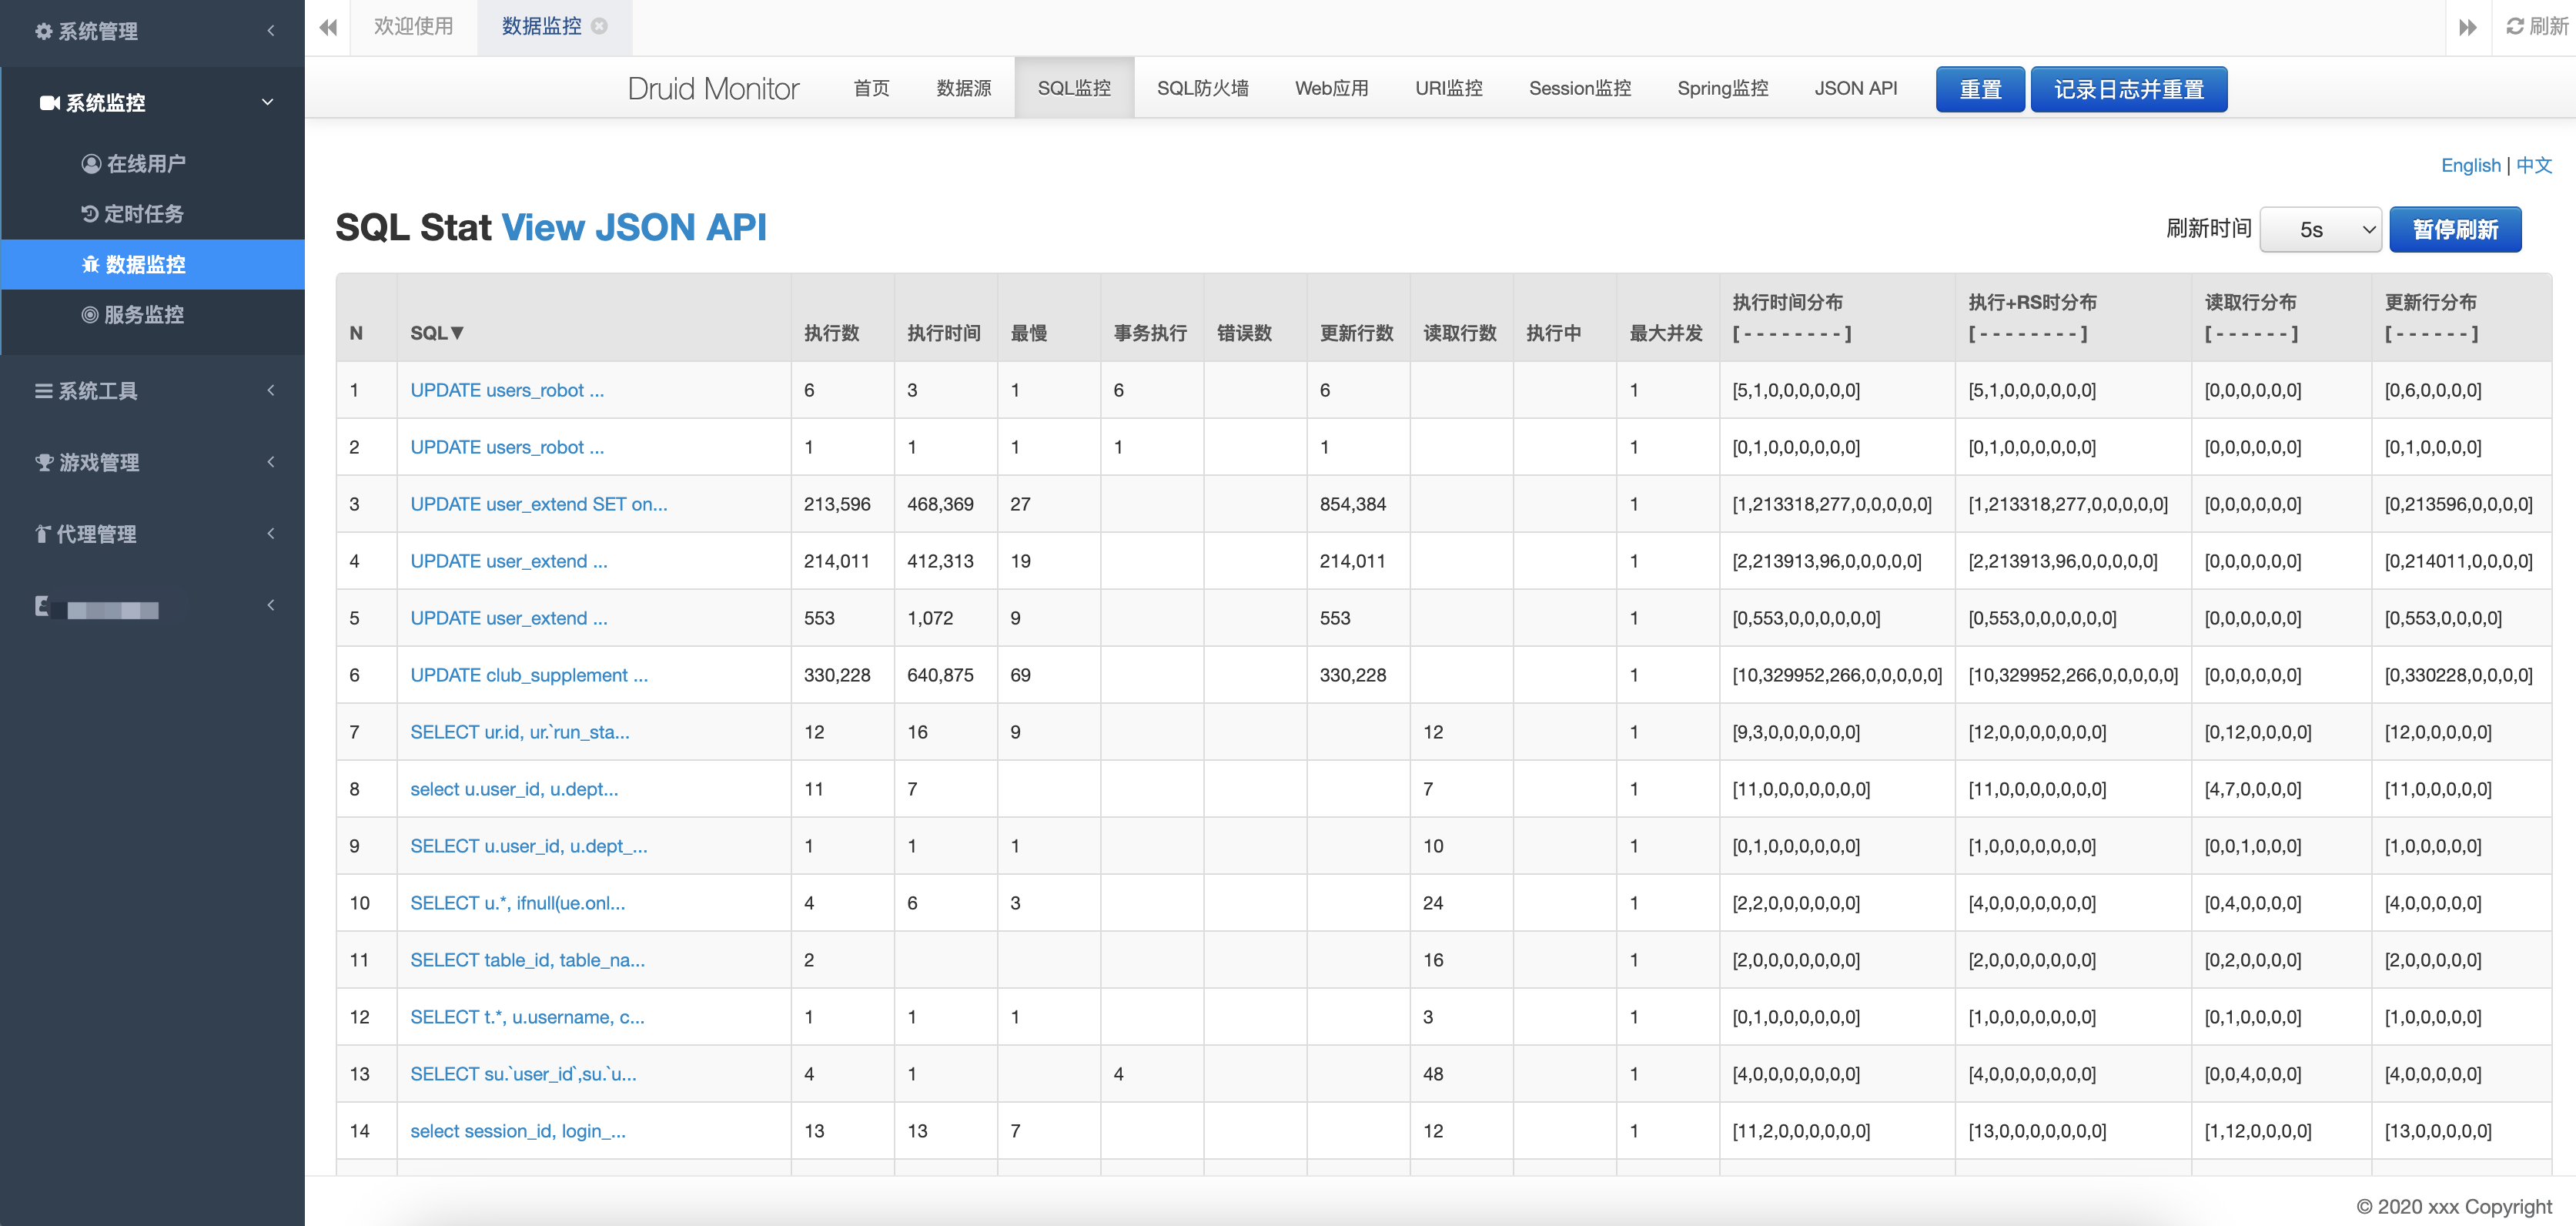 系统管理
系统监控
在线用户
定时任务
数据监控
服务监控
系统工具
游戏管理
代理管理
欢迎使用 数据监控 刷新
Druid Monitor 首页 数据源 SQL监控 SQL防火墙 Web应用 URI监控 Session监控 Spring监控 JSON API 重置 记录日志并重置
English | 中文
SQL Stat View JSON API 刷新时间 5s 暂停刷新
N SQL▼ 执行数 执行时间 最慢 事务执行 错误数 更新行数 读取行数 执行中 最大并发 执行时间分布 [ - - - - - - - - ] 执行+RS时分布 [ - - - - - - - - ] 读取行分布 [ - - - - - - ] 更新行分布 [ - - - - - - ]
1 UPDATE users_robot ... 6 3 1 6 6 1 [5,1,0,0,0,0,0,0] [5,1,0,0,0,0,0,0] [0,0,0,0,0,0] [0,6,0,0,0,0]
2 UPDATE users_robot ... 1 1 1 1 1 1 [0,1,0,0,0,0,0,0] [0,1,0,0,0,0,0,0] [0,0,0,0,0,0] [0,1,0,0,0,0]
3 UPDATE user_extend SET on... 213,596 468,369 27 854,384 1 [1,213318,277,0,0,0,0,0] [1,213318,277,0,0,0,0,0] [0,0,0,0,0,0] [0,213596,0,0,0,0]
4 UPDATE user_extend ... 214,011 412,313 19 214,011 1 [2,213913,96,0,0,0,0,0] [2,213913,96,0,0,0,0,0] [0,0,0,0,0,0] [0,214011,0,0,0,0]
5 UPDATE user_extend ... 553 1,072 9 553 1 [0,553,0,0,0,0,0,0] [0,553,0,0,0,0,0,0] [0,0,0,0,0,0] [0,553,0,0,0,0]
6 UPDATE club_supplement ... 330,228 640,875 69 330,228 1 [10,329952,266,0,0,0,0,0] [10,329952,266,0,0,0,0,0] [0,0,0,0,0,0] [0,330228,0,0,0,0]
7 SELECT ur.id, ur.`run_sta... 12 16 9 12 1 [9,3,0,0,0,0,0,0] [12,0,0,0,0,0,0,0] [0,12,0,0,0,0] [12,0,0,0,0,0]
8 select u.user_id, u.dept... 11 7 7 1 [11,0,0,0,0,0,0,0] [11,0,0,0,0,0,0,0] [4,7,0,0,0,0] [11,0,0,0,0,0]
9 SELECT u.user_id, u.dept_... 1 1 1 10 1 [0,1,0,0,0,0,0,0] [1,0,0,0,0,0,0,0] [0,0,1,0,0,0] [1,0,0,0,0,0]
10 SELECT u.*, ifnull(ue.onl... 4 6 3 24 1 [2,2,0,0,0,0,0,0] [4,0,0,0,0,0,0,0] [0,4,0,0,0,0] [4,0,0,0,0,0]
11 SELECT table_id, table_na... 2 16 1 [2,0,0,0,0,0,0,0] [2,0,0,0,0,0,0,0] [0,2,0,0,0,0] [2,0,0,0,0,0]
12 SELECT t.*, u.username, c... 1 1 1 3 1 [0,1,0,0,0,0,0,0] [1,0,0,0,0,0,0,0] [0,1,0,0,0,0] [1,0,0,0,0,0]
13 SELECT su.`user_id`,su.`u... 4 1 4 48 1 [4,0,0,0,0,0,0,0] [4,0,0,0,0,0,0,0] [0,0,4,0,0,0] [4,0,0,0,0,0]
14 select session_id, login_... 13 13 7 12 1 [11,2,0,0,0,0,0,0] [13,0,0,0,0,0,0,0] [1,12,0,0,0,0] [13,0,0,0,0,0]
© 2020 xxx Copyright